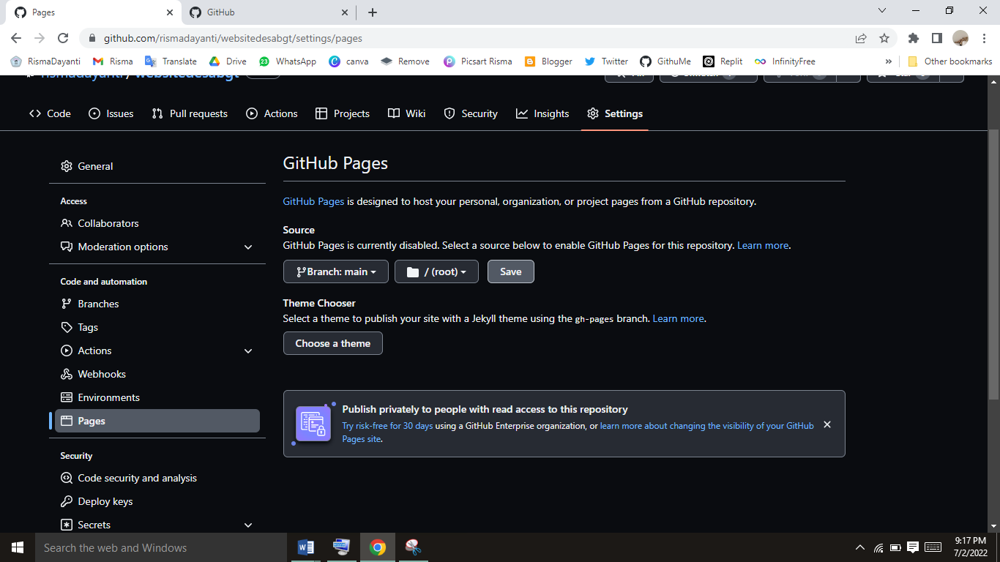 Pages
GitHub
github.com/rismadayanti/websitedesabgt/settings/pages
RismaDayanti
Risma
Translate
Drive
23
WhatsApp
canva
Remove
Picsart Risma
Blogger
Twitter
GithuMe
Replit
InfinityFree
»
Other bookmarks
rismadayanti / websitedesabgt
Code
Issues
Pull requests
Actions
Projects
Wiki
Security
Insights
Settings
General
Access
Collaborators
Moderation options
Code and automation
Branches
Tags
Actions
Webhooks
Environments
Pages
Security
Code security and analysis
Deploy keys
Secrets
GitHub Pages
GitHub Pages is designed to host your personal, organization, or project pages from a GitHub repository.
Source
GitHub Pages is currently disabled. Select a source below to enable GitHub Pages for this repository. Learn more.
Branch: main
/ (root)
Save
Theme Chooser
Select a theme to publish your site with a Jekyll theme using the gh-pages branch. Learn more.
Choose a theme
Publish privately to people with read access to this repository
Try risk-free for 30 days using a GitHub Enterprise organization, or learn more about changing the visibility of your GitHub
Pages site.
Search the web and Windows
9:17 PM
7/2/2022